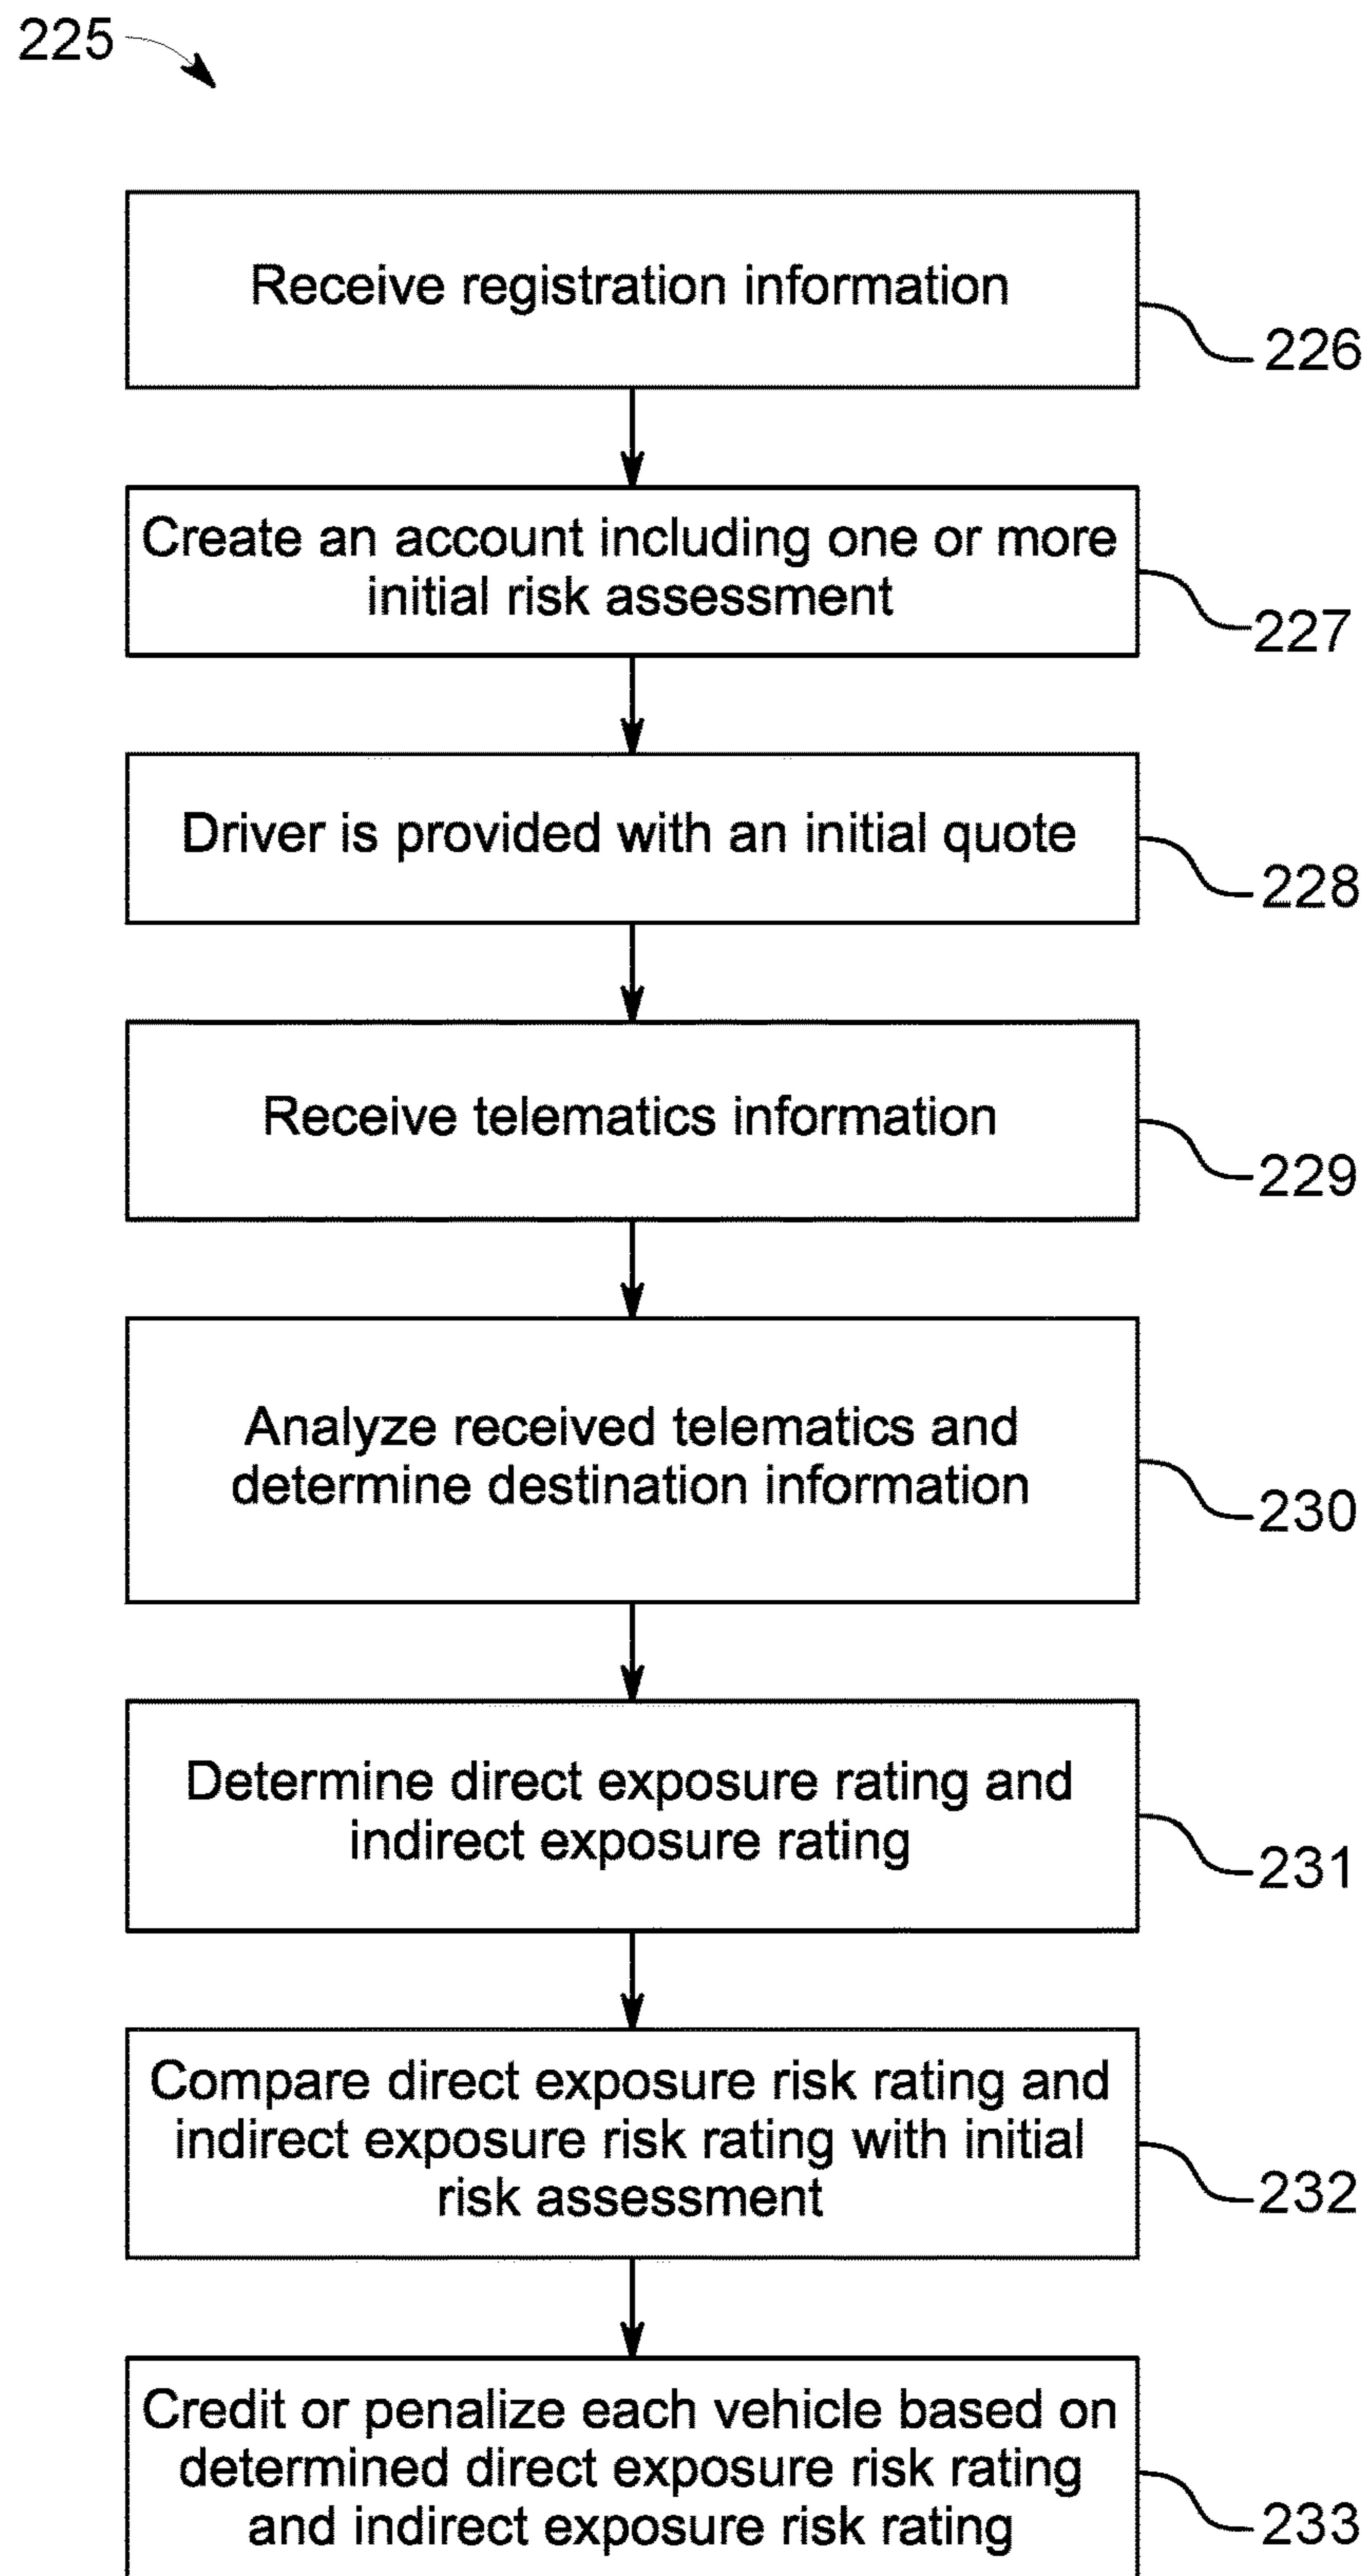 225
Receive registration information
226
Create an account including one or more
initial risk assessment
227
Driver is provided with an initial quote
228
Receive telematics information
229
Analyze received telematics and
determine destination information
230
Determine direct exposure rating and
indirect exposure rating
231
Compare direct exposure risk rating and
indirect exposure risk rating with initial
risk assessment
232
Credit or penalize each vehicle based on
determined direct exposure risk rating
and indirect exposure risk rating
233